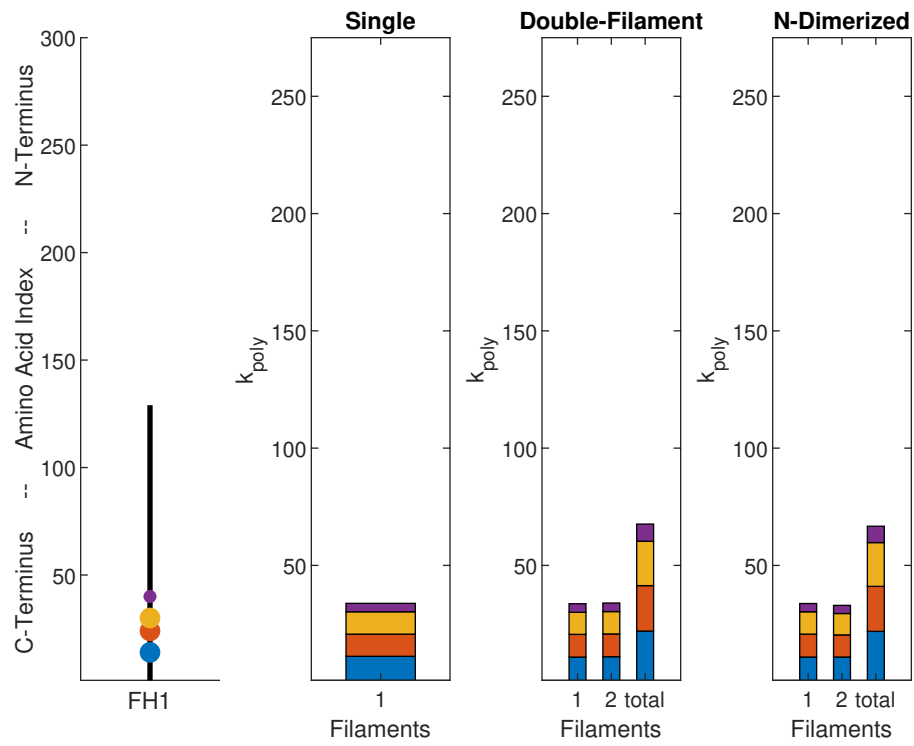 Single
Double-Filament
N-Dimerized
C-Terminus -- Amino Acid Index -- N-Terminus
300
250
200
150
100
50
FH1
k_poly
250
200
150
100
50
1
Filaments
k_poly
250
200
150
100
50
1 2 total
Filaments
k_poly
250
200
150
100
50
1 2 total
Filaments